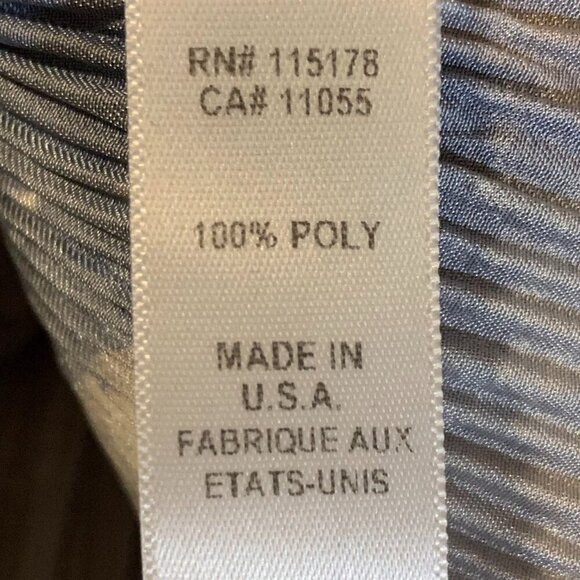 RN# 115178
CA# 11055
100% POLY
MADE IN
U.S.A.
FABRIQUE AUX
ETATS-UNIS